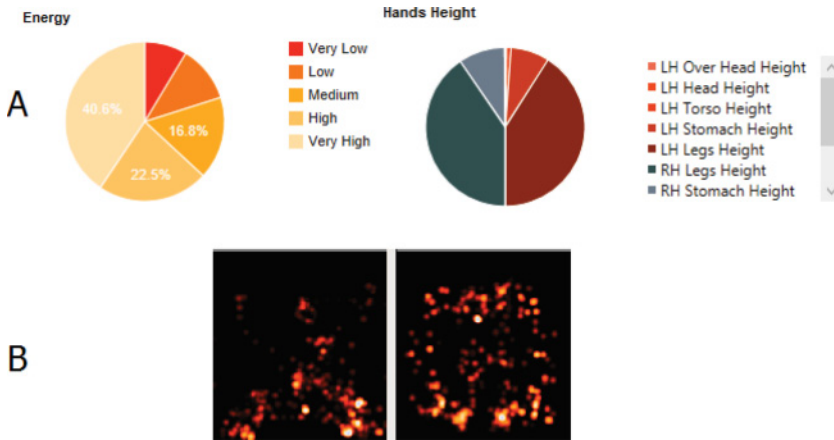 Energy
Hands Height
A
40.6%
16.8%
22.5%
Very Low
Low
Medium
High
Very High
LH Over Head Height
LH Head Height
LH Torso Height
LH Stomach Height
LH Legs Height
RH Legs Height
RH Stomach Height
B